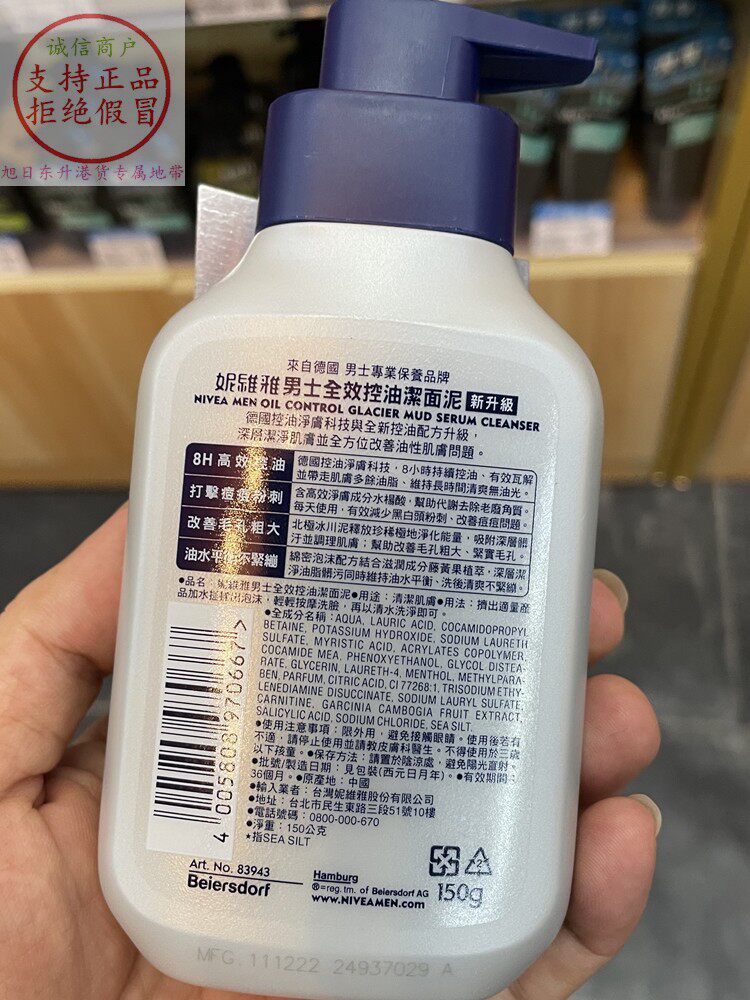 诚信商户
支持正品
拒绝假冒
旭日东升港货专属地带
來自德國 男士專業保養品牌
妮維雅男士全效控油潔面泥 新升級
NIVEA MEN OIL CONTROL GLACIER MUD SERUM CLEANSER
德國控油淨膚科技與全新控油配方升級，
深層潔淨肌膚並全方位改善油性肌膚問題。
8H高效控油
德國控油淨膚科技，8小時持續控油、有效瓦解
並帶走肌膚多餘油脂、維持長時間清爽無油光。
打擊痘痘粉刺
含高效淨膚成分水楊酸，幫助代謝去除老廢角質。
每天使用，有效減少黑白頭粉刺，改善痘痘問題。
改善毛孔粗大
北極冰川泥釋放珍稀極地淨化能量，吸附深層髒
汙並調理肌膚；幫助改善毛孔粗大、緊實毛孔。
油水平衡不緊繃
綿密泡沫配方結合滋潤成分藤黃果植萃，深層潔
淨油脂髒污同時維持油水平衡、洗後清爽不緊繃。
•品名：妮維雅男士全效控油潔面泥•用途：清潔肌膚•用法：擠出適量產
品加水搓揉出泡沫，輕輕按摩洗臉，再以清水洗淨即可。
•全成分名稱：AQUA, LAURIC ACID, COCAMIDOPROPYL
BETAINE, POTASSIUM HYDROXIDE, SODIUM LAURETH
SULFATE, MYRISTIC ACID, ACRYLATES COPOLYMER,
COCAMIDE MEA, PHENOXYETHANOL, GLYCOL DISTEA-
RATE, GLYCERIN, LAURETH-4, MENTHOL, METHYLPARA-
BEN, PARFUM, CITRIC ACID, CI 77268:1, TRISODIUM ETHY-
LENEDIAMINE DISUCCINATE, SODIUM LAURYL SULFATE,
CARNITINE, GARCINIA CAMBOGIA FRUIT EXTRACT,
SALICYLIC ACID, SODIUM CHLORIDE, SEA SILT.
•使用注意事項：限外用，避免接觸眼睛。使用後若有
不適，請停止使用並請教皮膚科醫生。不得使用於三歲
以下孩童。•保存方法：請置於陰涼處，避免陽光直射。
•批號/製造日期：見包裝(西元日月年)。•有效期間：
36個月。•原產地：中國
•輸入業者：台灣妮維雅股份有限公司
•地址：台北市民生東路三段51號10樓
•電話號碼：0800-000-670
•淨重：150公克
★指SEA SILT
4 005808 970667 >
Art. No. 83943
Beiersdorf
Hamburg
®=reg. tm. of Beiersdorf AG
WWW.NIVEAMEN.COM
2
150g
MFG. 111222 24937029 A